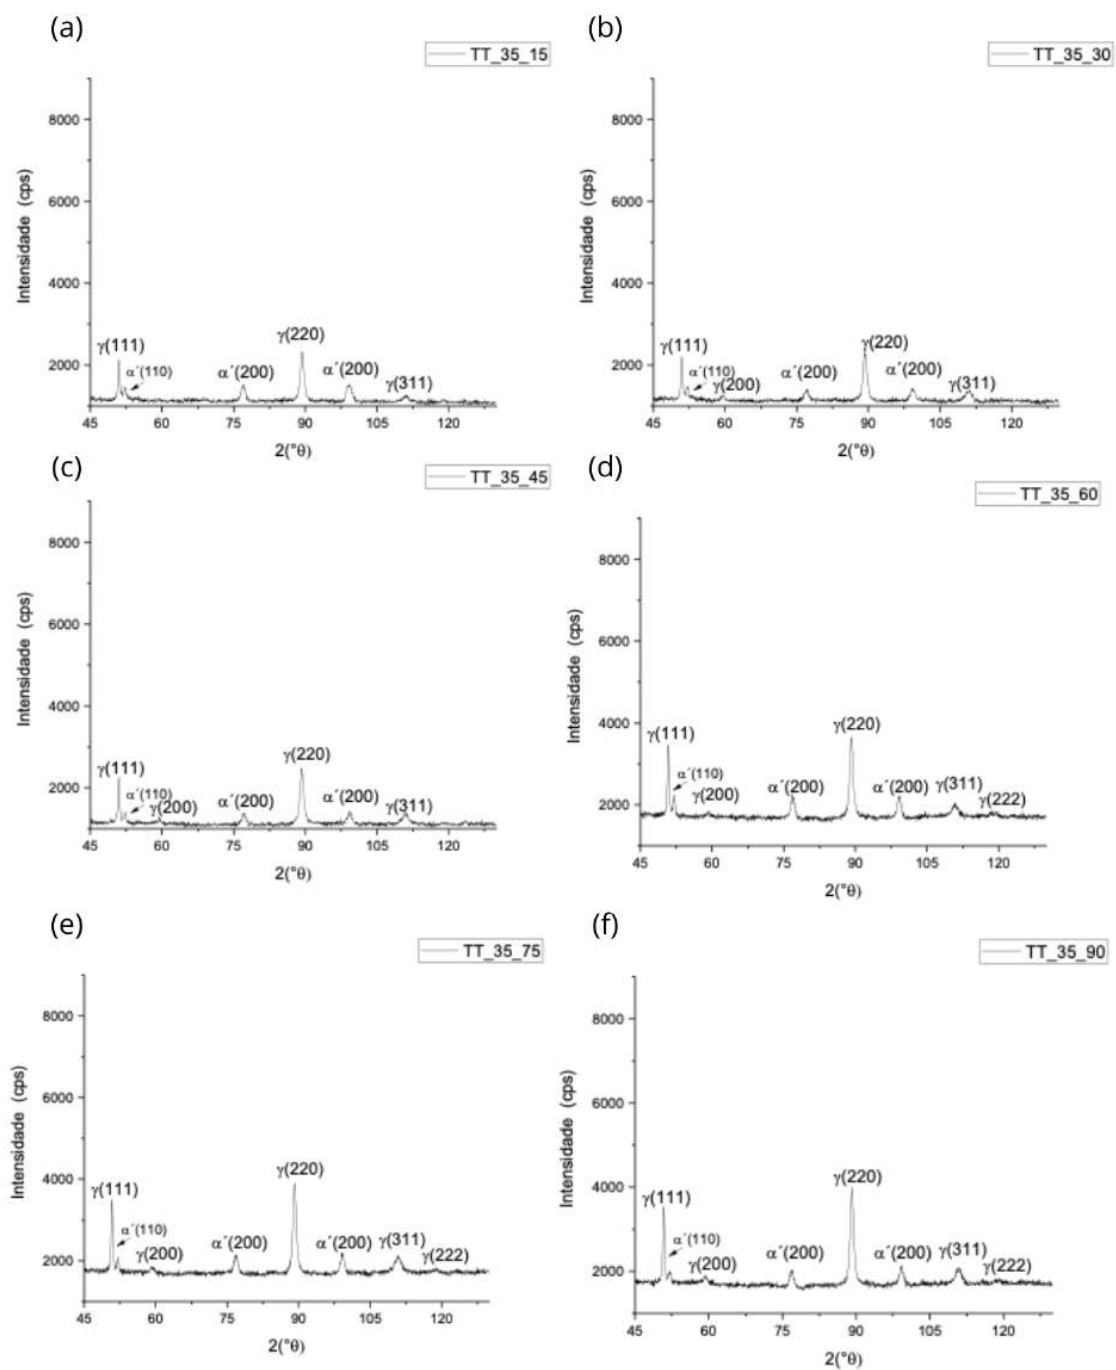 (a)
TT_35_15
8000
6000
4000
2000
Intensidade (cps)
γ(111)
α´(110)
α´(200)
γ(220)
α´(200)
γ(311)
45 60 75 90 105 120
2(°θ)
(b)
TT_35_30
8000
6000
4000
2000
Intensidade (cps)
γ(111)
α´(110)
γ(200)
α´(200)
γ(220)
α´(200)
γ(311)
45 60 75 90 105 120
2(°θ)
(c)
TT_35_45
8000
6000
4000
2000
Intensidade (cps)
γ(111)
α´(110)
γ(200)
α´(200)
γ(220)
α´(200)
γ(311)
45 60 75 90 105 120
2(°θ)
(d)
TT_35_60
8000
6000
4000
2000
Intensidade (cps)
γ(111)
α´(110)
γ(200)
α´(200)
γ(220)
α´(200)
γ(311)
γ(222)
45 60 75 90 105 120
2(°θ)
(e)
TT_35_75
8000
6000
4000
2000
Intensidade (cps)
γ(111)
α´(110)
γ(200)
α´(200)
γ(220)
α´(200)
γ(311)
γ(222)
45 60 75 90 105 120
2(°θ)
(f)
TT_35_90
8000
6000
4000
2000
Intensidade (cps)
γ(111)
α´(110)
γ(200)
α´(200)
γ(220)
α´(200)
γ(311)
γ(222)
45 60 75 90 105 120
2(°θ)